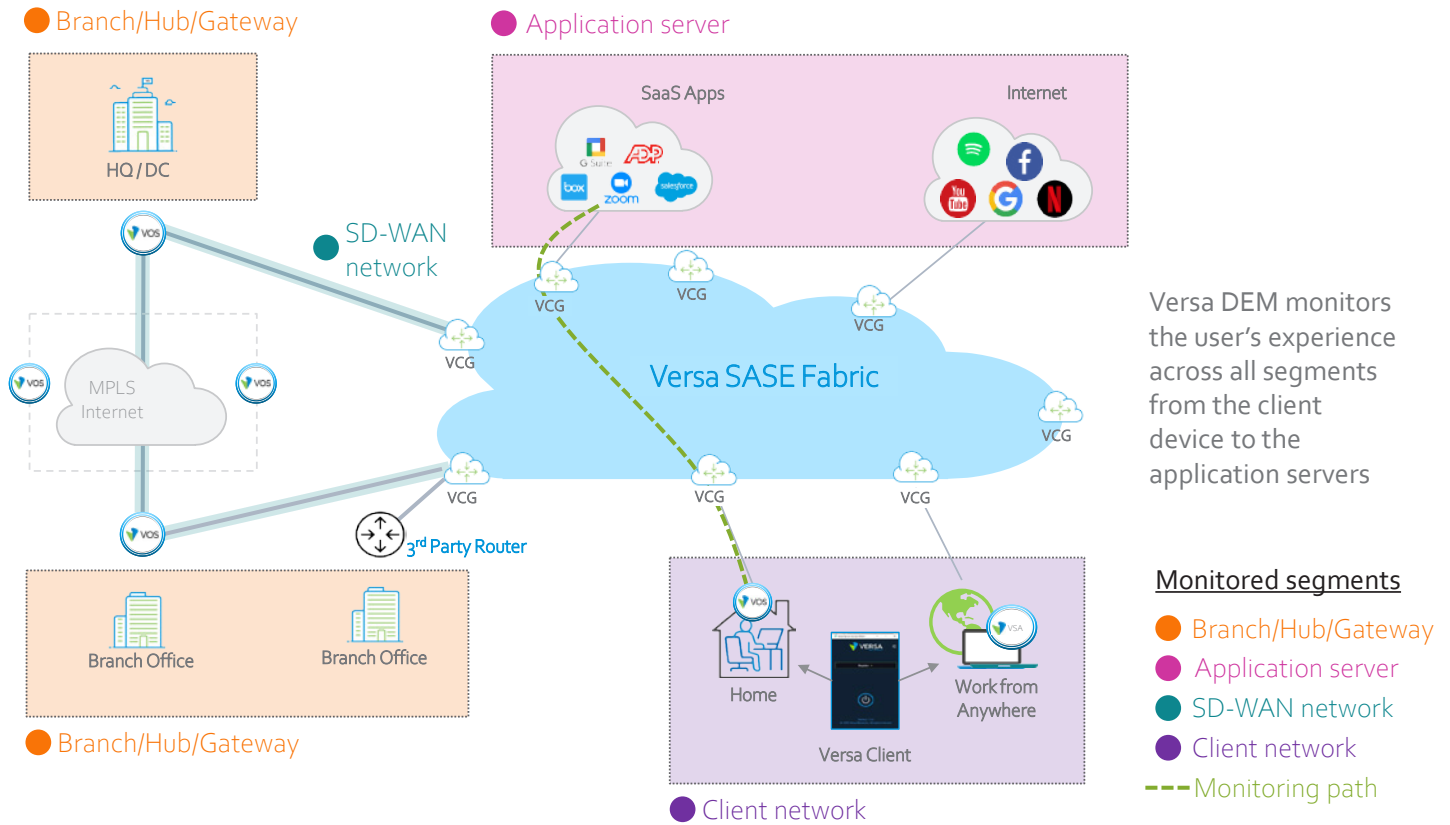 Branch/Hub/Gateway
Application server
SaaS Apps
Internet
G Suite
ADP
box
zoom
salesforce
You
Tube
HQ/DC
VOS
SD-WAN
network
VCG
VCG
VCG
VCG
Versa SASE Fabric
VOS
MPLS
Internet
VOS
VCG
Versa DEM monitors
the user's experience
across all segments
from the client
device to the
application servers
VCG
VCG
VCG
VOS
3rd Party Router
Branch Office
Branch Office
Branch/Hub/Gateway
VOS
VERSA
VSA
Home
Work from
Anywhere
Versa Client
Client network
Monitored segments
Branch/Hub/Gateway
Application server
SD-WAN network
Client network
Monitoring path